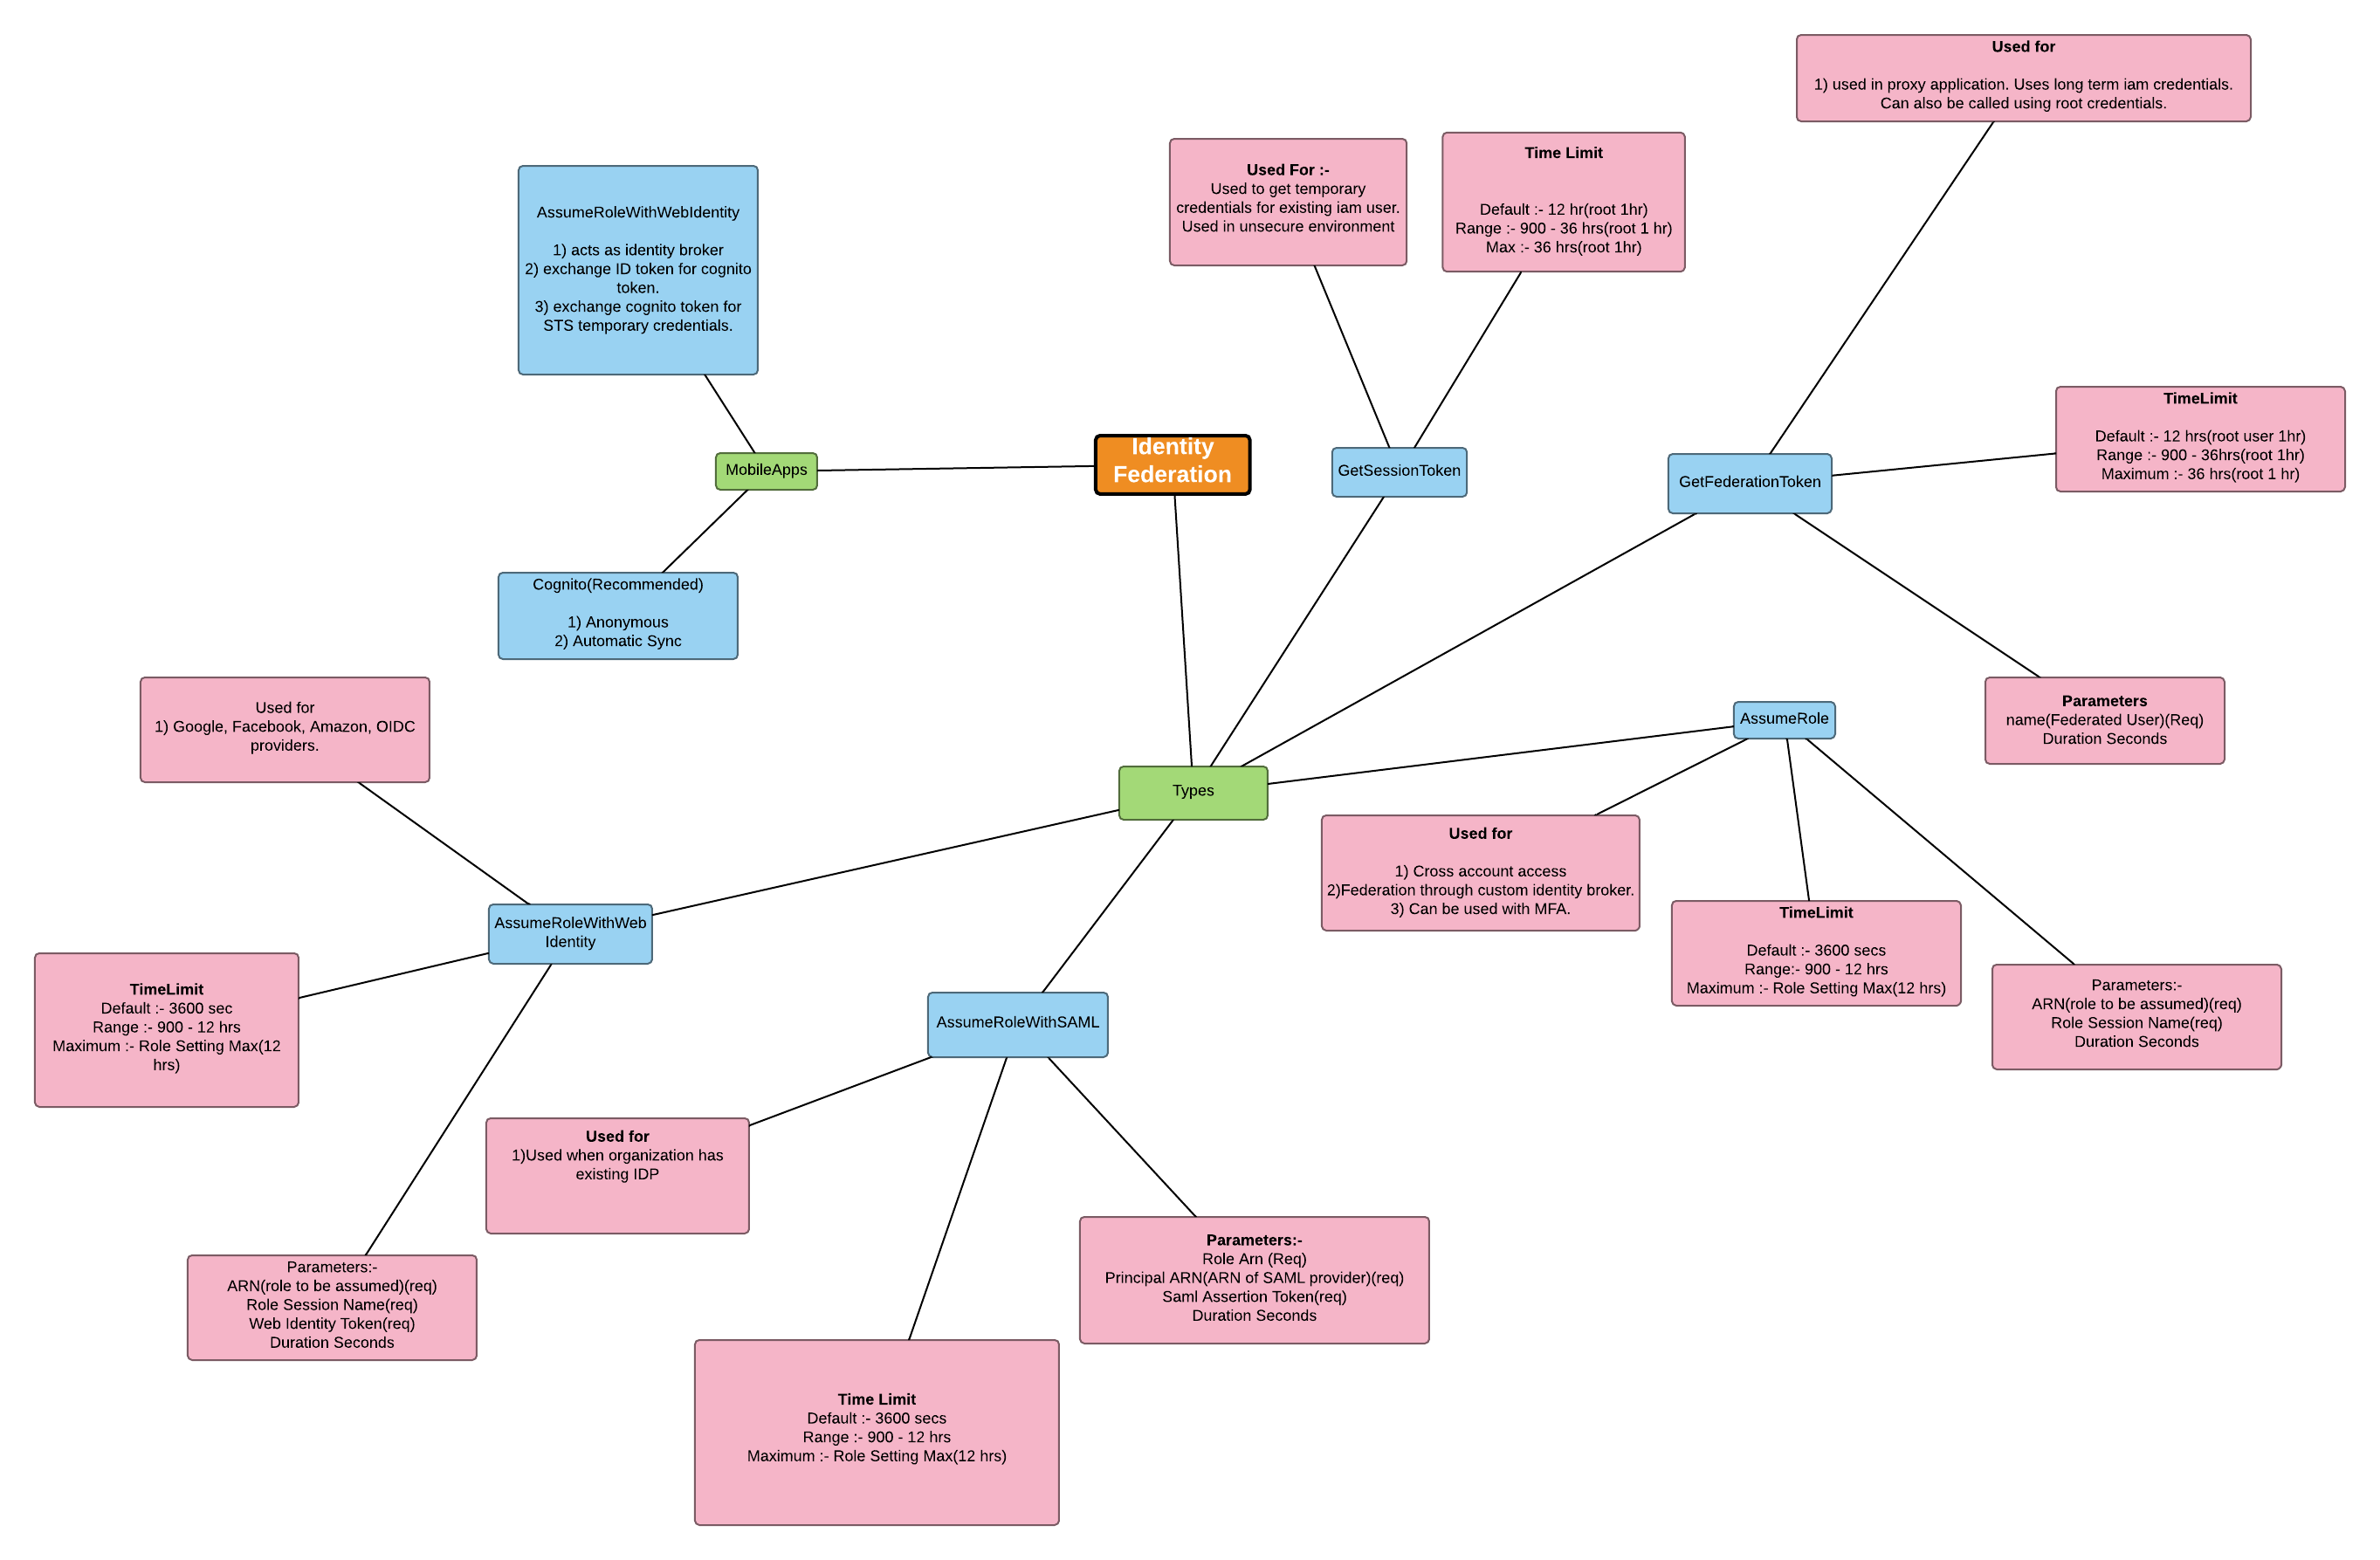 Used for
1) used in proxy application. Uses long term iam credentials.
Can also be called using root credentials.
Used For :-
Used to get temporary
credentials for existing iam user.
Used in unsecure environment
Time Limit
Default :- 12 hr(root 1hr)
Range :- 900 - 36 hrs(root 1 hr)
Max :- 36 hrs(root 1hr)
AssumeRoleWithWebIdentity
1) acts as identity broker
2) exchange ID token for cognito
token.
3) exchange cognito token for
STS temporary credentials.
TimeLimit
Default :- 12 hrs(root user 1hr)
Range :- 900 - 36hrs(root 1hr)
Maximum :- 36 hrs(root 1 hr)
MobileApps
Identity
Federation
GetSessionToken
GetFederationToken
Cognito(Recommended)
1) Anonymous
2) Automatic Sync
Used for
1) Google, Facebook, Amazon, OIDC
providers.
Parameters
name(Federated User)(Req)
Duration Seconds
AssumeRole
Types
Used for
1) Cross account access
2)Federation through custom identity broker.
3) Can be used with MFA.
TimeLimit
Default :- 3600 secs
Range:- 900 - 12 hrs
Maximum :- Role Setting Max(12 hrs)
Parameters:-
ARN(role to be assumed)(req)
Role Session Name(req)
Duration Seconds
AssumeRoleWithWeb
Identity
TimeLimit
Default :- 3600 sec
Range :- 900 - 12 hrs
Maximum :- Role Setting Max(12
hrs)
AssumeRoleWithSAML
Used for
1)Used when organization has
existing IDP
Parameters:-
Role Arn (Req)
Principal ARN(ARN of SAML provider)(req)
Saml Assertion Token(req)
Duration Seconds
Parameters:-
ARN(role to be assumed)(req)
Role Session Name(req)
Web Identity Token(req)
Duration Seconds
Time Limit
Default :- 3600 secs
Range :- 900 - 12 hrs
Maximum :- Role Setting Max(12 hrs)